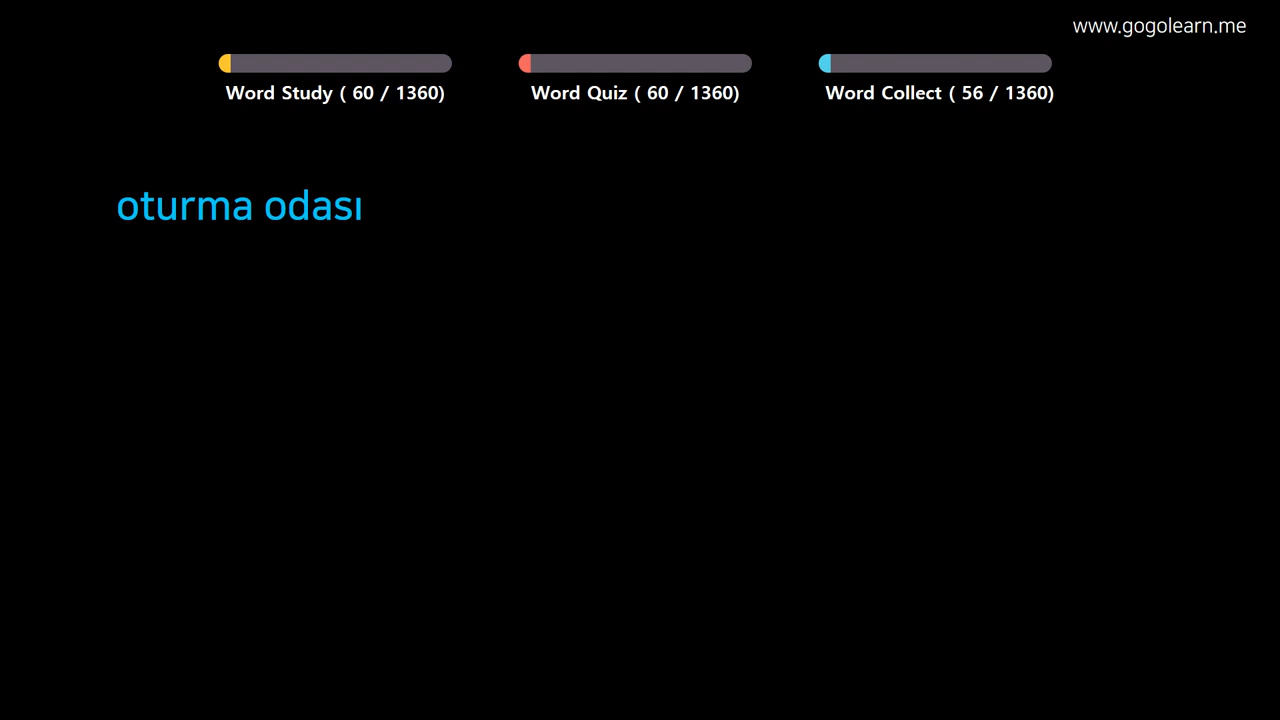 www.gogolearn.me
Word Study ( 60 / 1360)
Word Quiz ( 60 / 1360)
Word Collect ( 56 / 1360)
oturma odası